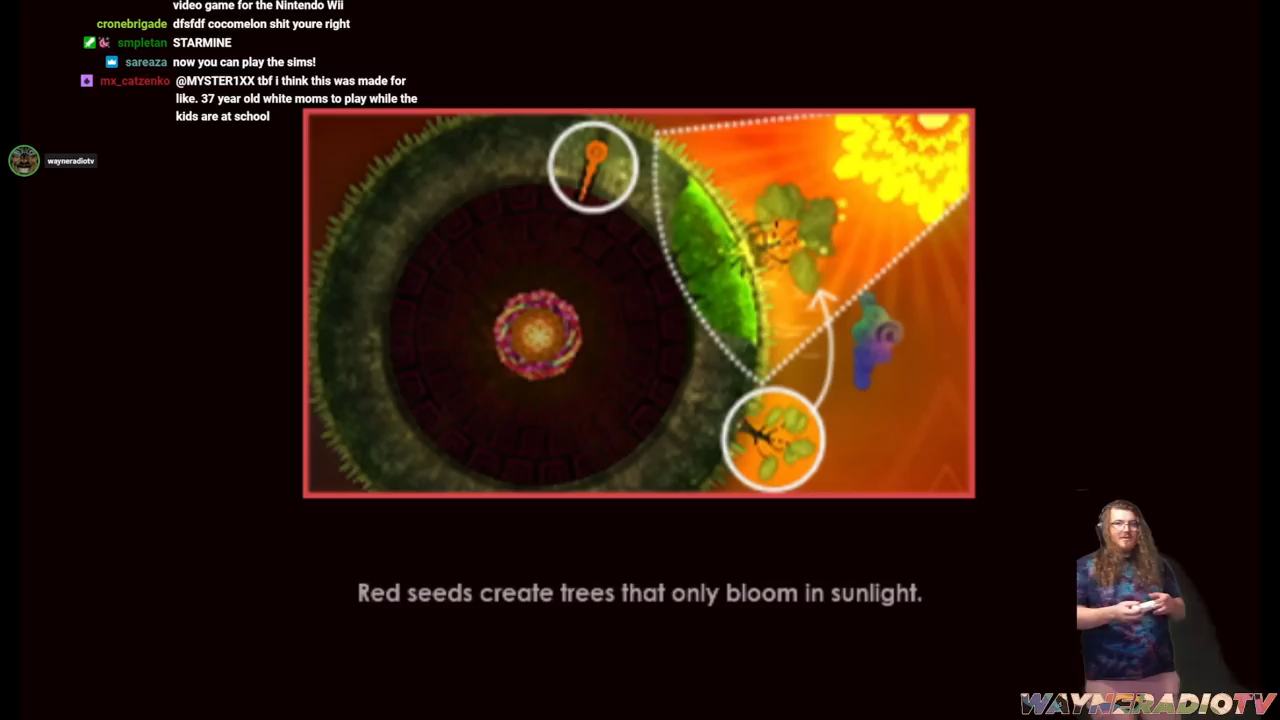 video game for the Nintendo Wii
cronebrigade dfsfdf cocomelon shit youre right
smpletan STARMINE
sareaza now you can play the sims!
mx_catzenko @MYSTER1XX tbf i think this was made for
like. 37 year old white moms to play while the
kids are at school
wayneradiotv
Red seeds create trees that only bloom in sunlight.
WAYNERADIOTV